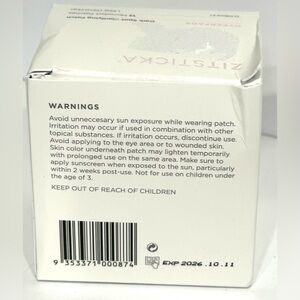 ZITSTICKA
WARNINGS
Avoid unneccesary sun exposure while wearing patch.
Irritation may occur if used in combination with other
topical substances. If irritation occurs, discontinue use.
Avoid applying to the eye area or to wounded skin.
Skin color underneath patch may lighten temporarily
with prolonged use on the same area. Make sure to
apply sunscreen when exposed to the sun, particularly
within 2 weeks post-use. Not for use on children under
the age of 3.
KEEP OUT OF REACH OF CHILDREN
9 353371 000874
EXP 2026.10.11